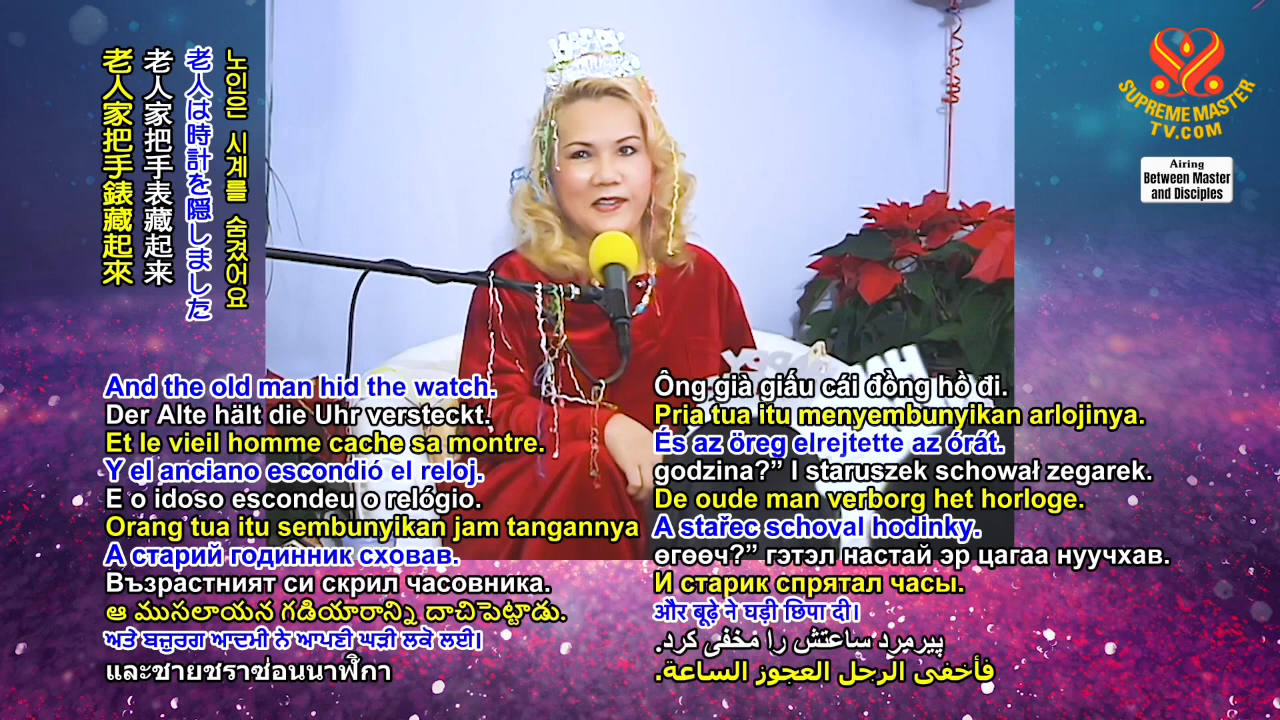 老人家把手錶藏起來
老人家把手表藏起来
老人は時計を隠しました
노인은 시계를 숨겼어요
SUPREME MASTER
TV.COM
Airing
Between Master
and Disciples
And the old man hid the watch.
Der Alte hält die Uhr versteckt.
Et le vieil homme cache sa montre.
Y el anciano escondió el reloj.
E o idoso escondeu o relógio.
Orang tua itu sembunyikan jam tangannya
А старий годинник сховав.
Възрастният си скрил часовника.
ఆ ముసలాయన గడియారాన్ని దాచిపెట్టాడు.
ਅਤੇ ਬਜ਼ੁਰਗ ਆਦਮੀ ਨੇ ਆਪਣੀ ਘੜੀ ਲਕੋ ਲਈ।
และชายชราซ่อนนาฬิกา
Ông già giấu cái đồng hồ đi.
Pria tua itu menyembunyikan arlojinya.
És az öreg elrejtette az órát.
godzina?” I staruszek schował zegarek.
De oude man verborg het horloge.
A stařec schoval hodinky.
өгөөч?” гэтэл настай эр цагаа нуучхав.
И старик спрятал часы.
और बूढ़े ने घड़ी छिपा दी।
پیرمرد ساعتش را مخفی کرد.
فأخفى الرجل العجوز الساعة.